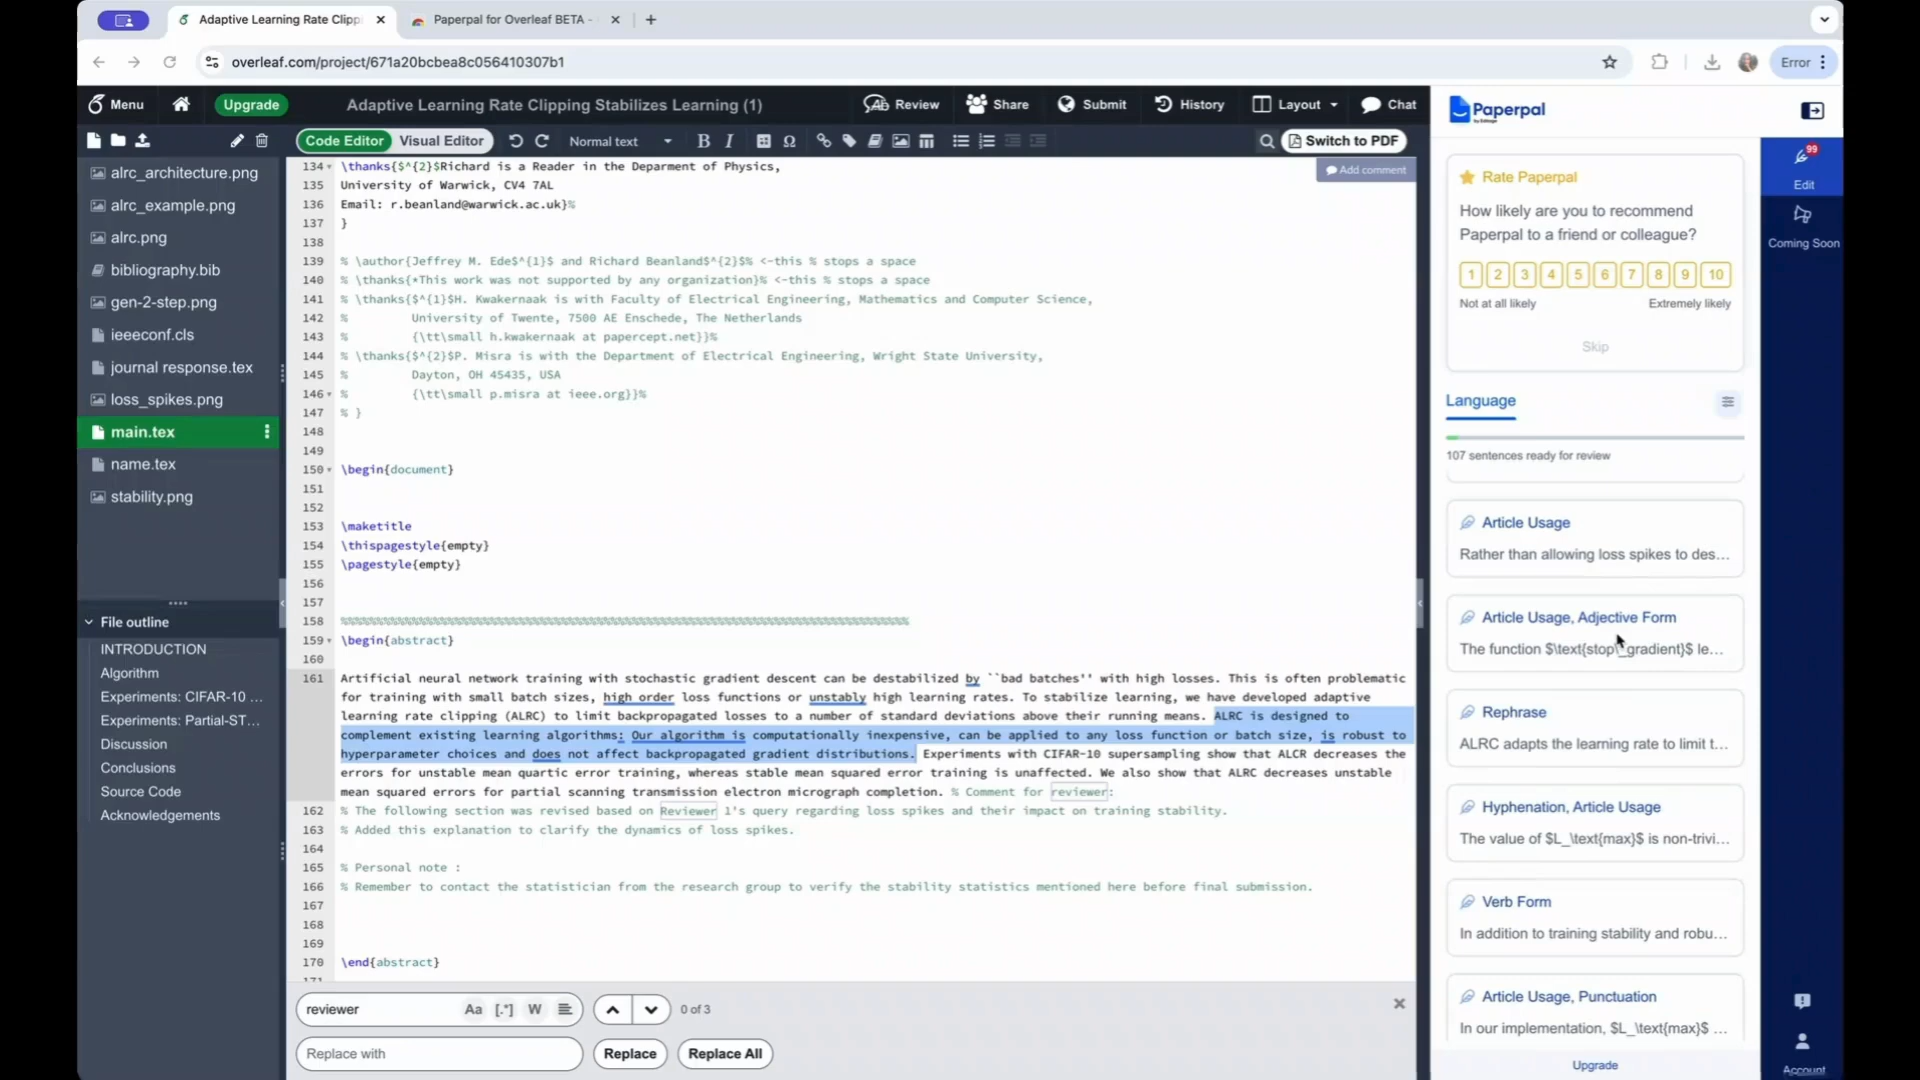 Adaptive Learning Rate Clipp
Paperpal for Overleaf BETA -
overleaf.com/project/671a20bcbea8c056410307b1
Error
Menu
Upgrade
Adaptive Learning Rate Clipping Stabilizes Learning (1)
Review
Share
Submit
History
Layout
Chat
Code Editor
Visual Editor
Normal text
B I
Ω
Switch to PDF
Add comment
alrc_architecture.png
alrc_example.png
alrc.png
bibliography.bib
gen-2-step.png
ieeeconf.cls
journal response.tex
loss_spikes.png
main.tex
name.tex
stability.png
File outline
INTRODUCTION
Algorithm
Experiments: CIFAR-10 ...
Experiments: Partial-ST...
Discussion
Conclusions
Source Code
Acknowledgements
134 \thanks{$^{2}$Richard is a Reader in the Deparment of Physics,
135 University of Warwick, CV4 7AL
136 Email: r.beanland@warwick.ac.uk}%
137 }
138
139 % \author{Jeffrey M. Ede$^{1}$ and Richard Beanland$^{2}$% <-this % stops a space
140 % \thanks{*This work was not supported by any organization}% <-this % stops a space
141 % \thanks{$^{1}$H. Kwakernaak is with Faculty of Electrical Engineering, Mathematics and Computer Science,
142 % University of Twente, 7500 AE Enschede, The Netherlands
143 % {\tt\small h.kwakernaak at papercept.net}}%
144 % \thanks{$^{2}$P. Misra is with the Department of Electrical Engineering, Wright State University,
145 % Dayton, OH 45435, USA
146 % {\tt\small p.misra at ieee.org}}%
147 % }
148
149
150 \begin{document}
151
152
153 \maketitle
154 \thispagestyle{empty}
155 \pagestyle{empty}
156
157
158
159 \begin{abstract}
160
161 Artificial neural network training with stochastic gradient descent can be destabilized by ``bad batches'' with high losses. This is often problematic
for training with small batch sizes, high order loss functions or unstably high learning rates. To stabilize learning, we have developed adaptive
learning rate clipping (ALRC) to limit backpropagated losses to a number of standard deviations above their running means. ALRC is designed to
complement existing learning algorithms: Our algorithm is computationally inexpensive, can be applied to any loss function or batch size, is robust to
hyperparameter choices and does not affect backpropagated gradient distributions. Experiments with CIFAR-10 supersampling show that ALCR decreases the
errors for unstable mean quartic error training, whereas stable mean squared error training is unaffected. We also show that ALRC decreases unstable
mean squared errors for partial scanning transmission electron micrograph completion. % Comment for reviewer:
162 % The following section was revised based on Reviewer 1's query regarding loss spikes and their impact on training stability.
163 % Added this explanation to clarify the dynamics of loss spikes.
164
165 % Personal note :
166 % Remember to contact the statistician from the research group to verify the stability statistics mentioned here before final submission.
167
168
169
170 \end{abstract}
171
reviewer
Aa [.*] W
0 of 3
Replace with
Replace
Replace All
Paperpal
Rate Paperpal
How likely are you to recommend
Paperpal to a friend or colleague?
1 2 3 4 5 6 7 8 9 10
Not at all likely
Extremely likely
Skip
Language
107 sentences ready for review
Article Usage
Rather than allowing loss spikes to des...
Article Usage, Adjective Form
The function $\text{stop\_gradient}$ le...
Rephrase
ALRC adapts the learning rate to limit t...
Hyphenation, Article Usage
The value of $L_\text{max}$ is non-trivi...
Verb Form
In addition to training stability and robu...
Article Usage, Punctuation
In our implementation, $L_\text{max}$ ...
Upgrade
99
Edit
Coming Soon
Account